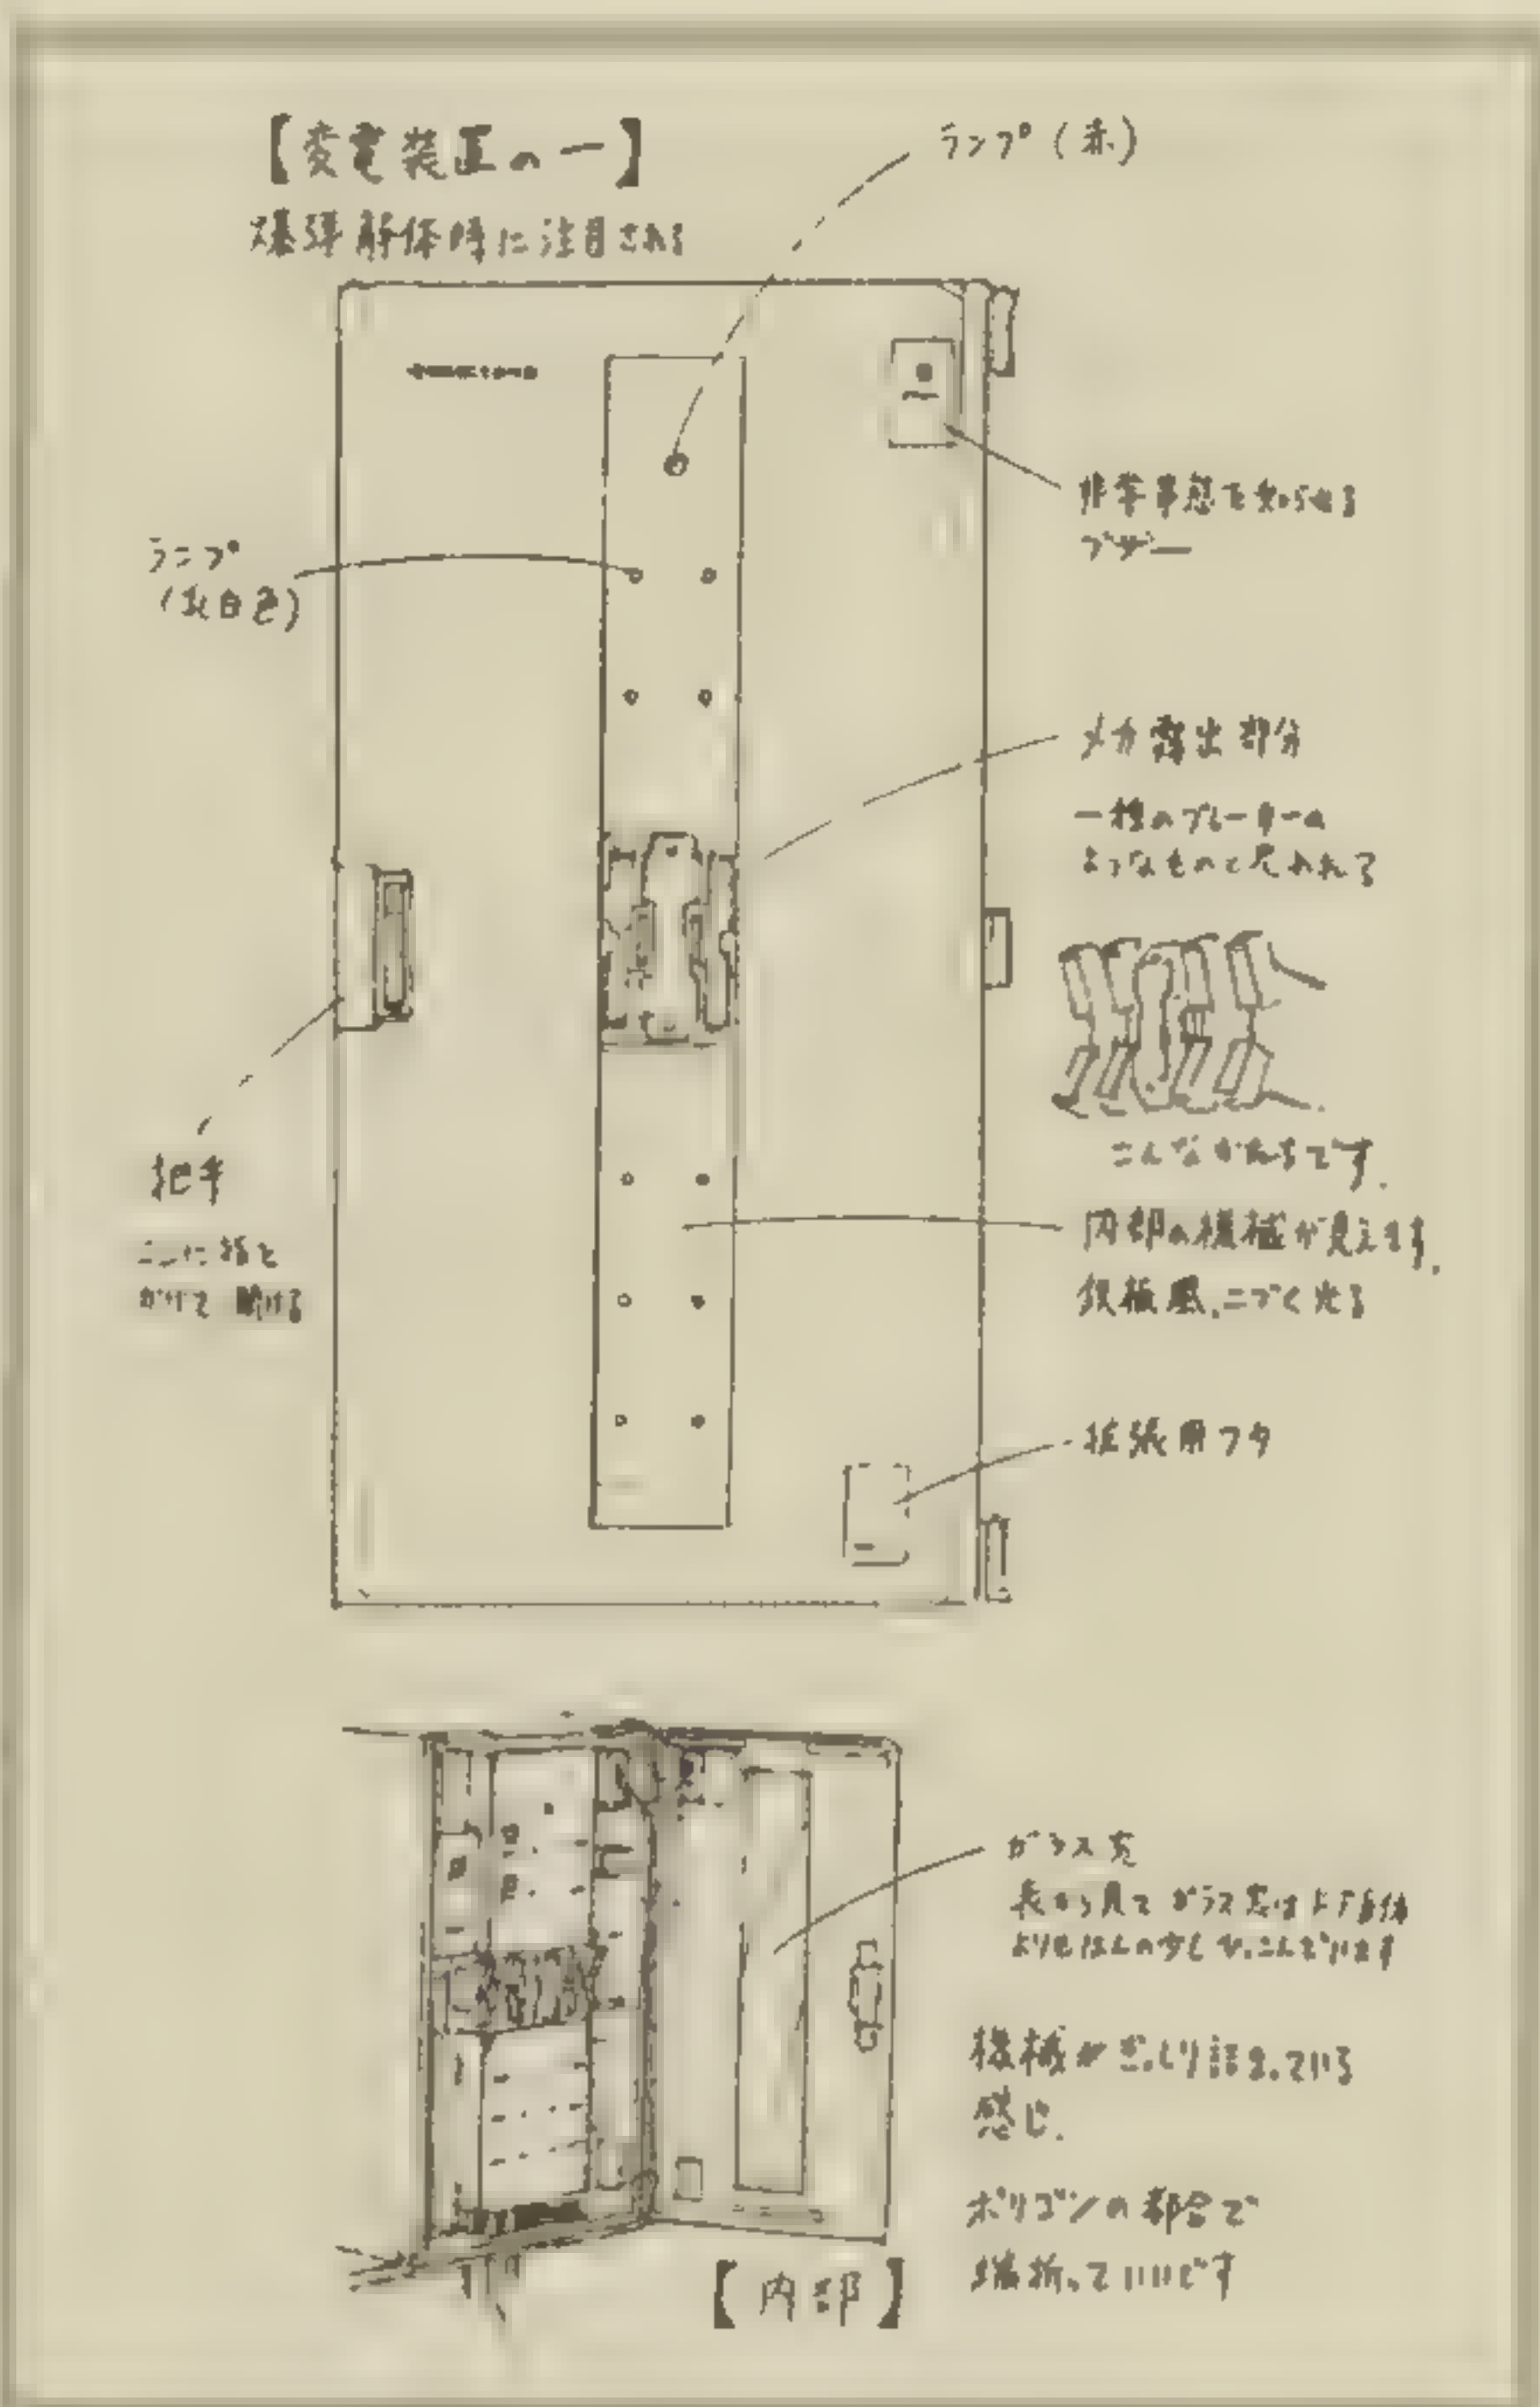 【変電装置の一】
爆弾解体時に注目される
ランプ(赤)
非常事態を知らせる
ブザー
ランプ
(灰白色)
メカ露出部分
一種のブレーカーの
ようなものと思われる
こんなかたちです.
把手
ここに指を
かけて 開ける
内部の機械が見えます.
鉄板風.にぶく光る
拡張用フタ
ガラス窓
表から見て ガラス窓はドア自体
よりもほんの少しひっこんでいます
機械がぎっしり詰まっている
感じ.
ポリゴンの都合で
端折っていいです
【内部】